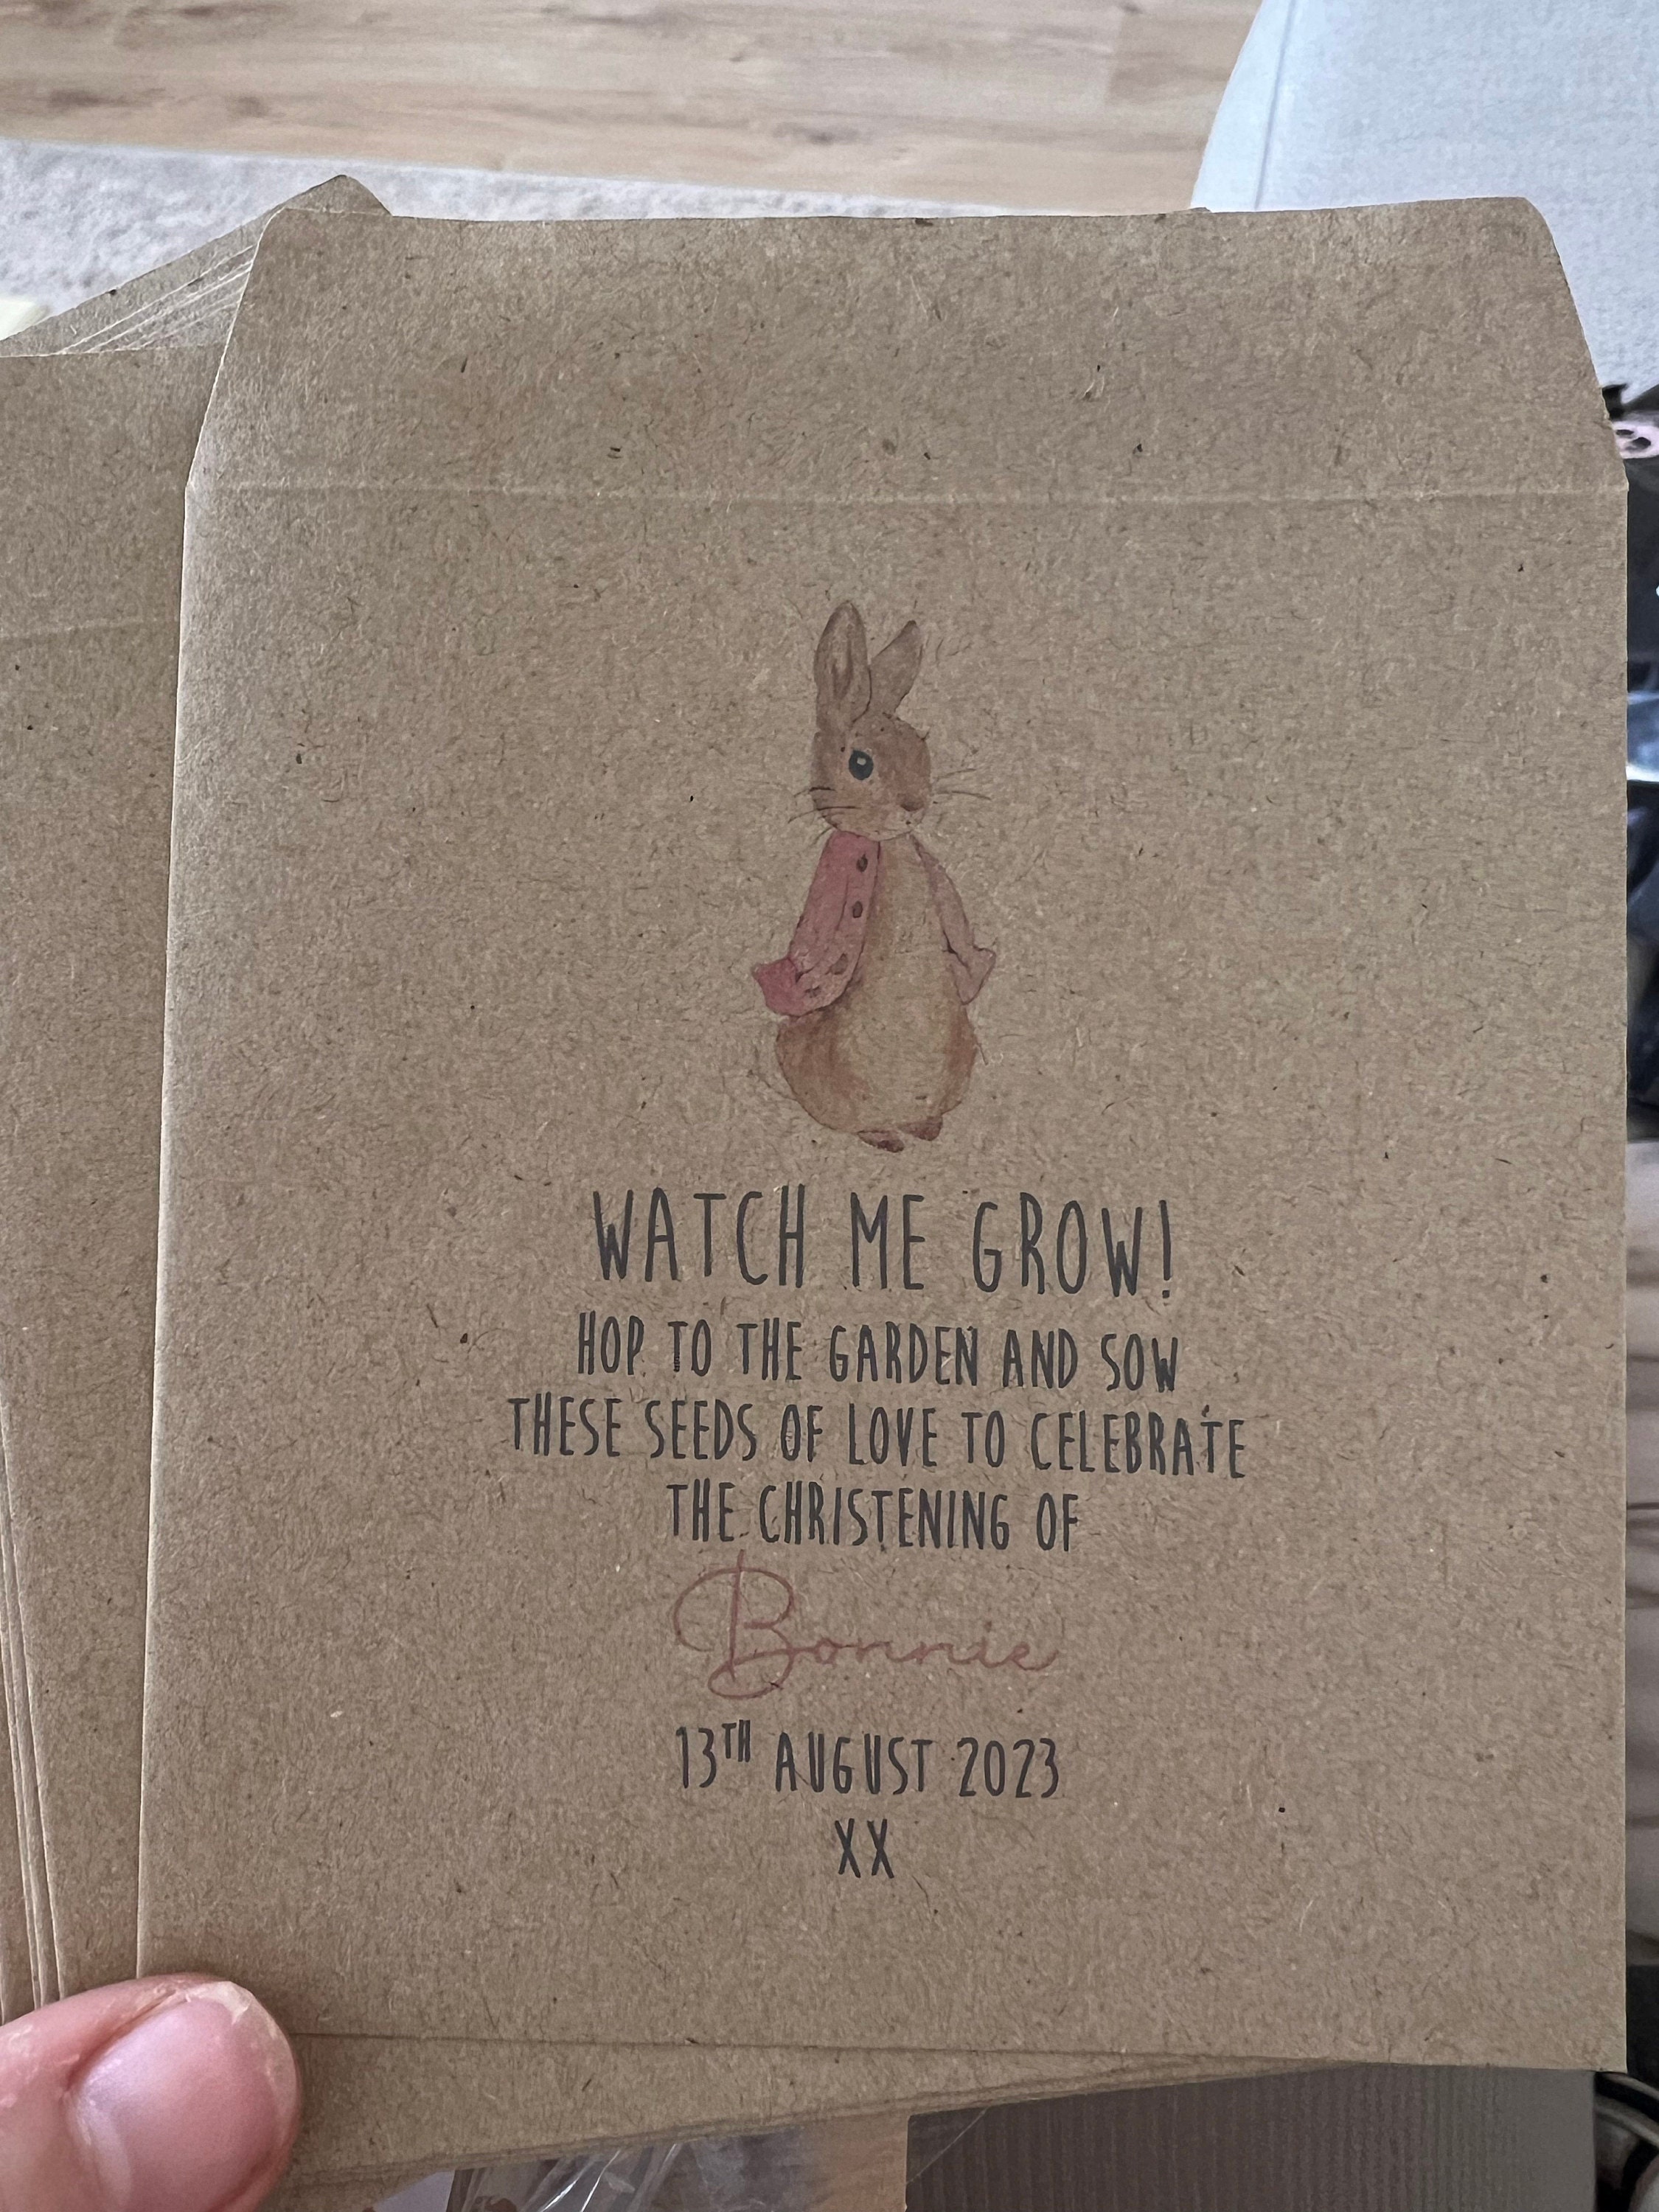 WATCH ME GROW!
HOP TO THE GARDEN AND SOW
THESE SEEDS OF LOVE TO CELEBRATE
THE CHRISTENING OF
Bonnie
13TH AUGUST 2023
XX